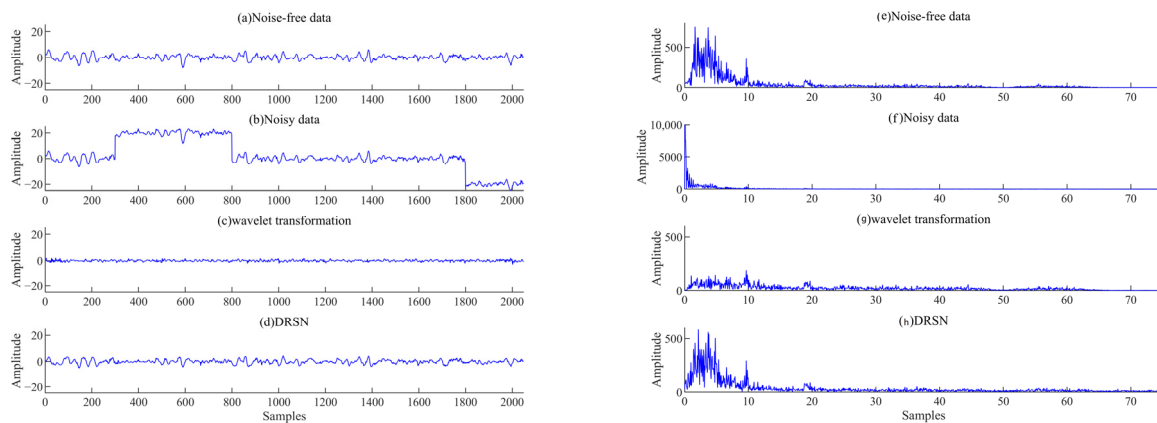 (a)Noise-free data
Amplitude
20
0
−20
0 200 400 600 800 1000 1200 1400 1600 1800 2000
(b)Noisy data
Amplitude
20
0
−20
0 200 400 600 800 1000 1200 1400 1600 1800 2000
(c)wavelet transformation
Amplitude
20
0
−20
0 200 400 600 800 1000 1200 1400 1600 1800 2000
(d)DRSN
Amplitude
20
0
−20
0 200 400 600 800 1000 1200 1400 1600 1800 2000
Samples
(e)Noise-free data
Amplitude
500
0
0 10 20 30 40 50 60 70
(f)Noisy data
Amplitude
10,000
5000
0
0 10 20 30 40 50 60 70
(g)wavelet transformation
Amplitude
500
0
0 10 20 30 40 50 60 70
(h)DRSN
Amplitude
500
0
0 10 20 30 40 50 60 70
Samples